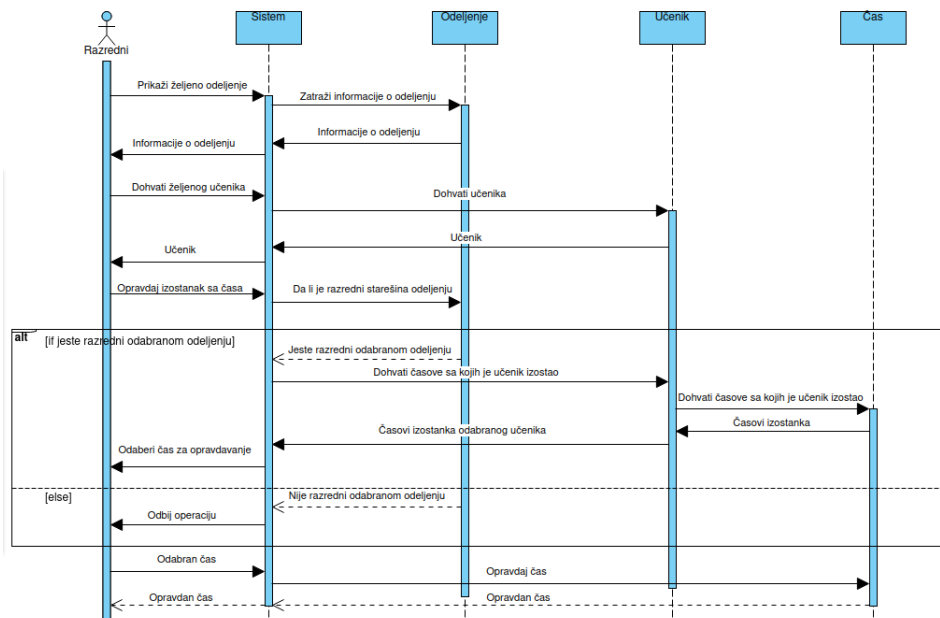 Sistem
Odeljenje
Učenik
Čas
Razredni
Prikaži željeno odeljenje
Zatraži informacije o odeljenju
Informacije o odeljenju
Informacije o odeljenju
Dohvati željenog učenika
Dohvati učenika
Učenik
Učenik
Opravdaj izostanak sa časa
Da li je razredni starešina odeljenju
alt
[if jeste razredni odabranom odeljenju]
Jeste razredni odabranom odeljenju
Dohvati časove sa kojih je učenik izostao
Dohvati časove sa kojih je učenik izostao
Časovi izostanka
Časovi izostanka odabranog učenika
Odaberi čas za opravdavanje
[else]
Nije razredni odabranom odeljenju
Odbij operaciju
Odabran čas
Opravdaj čas
Opravdan čas
Opravdan čas